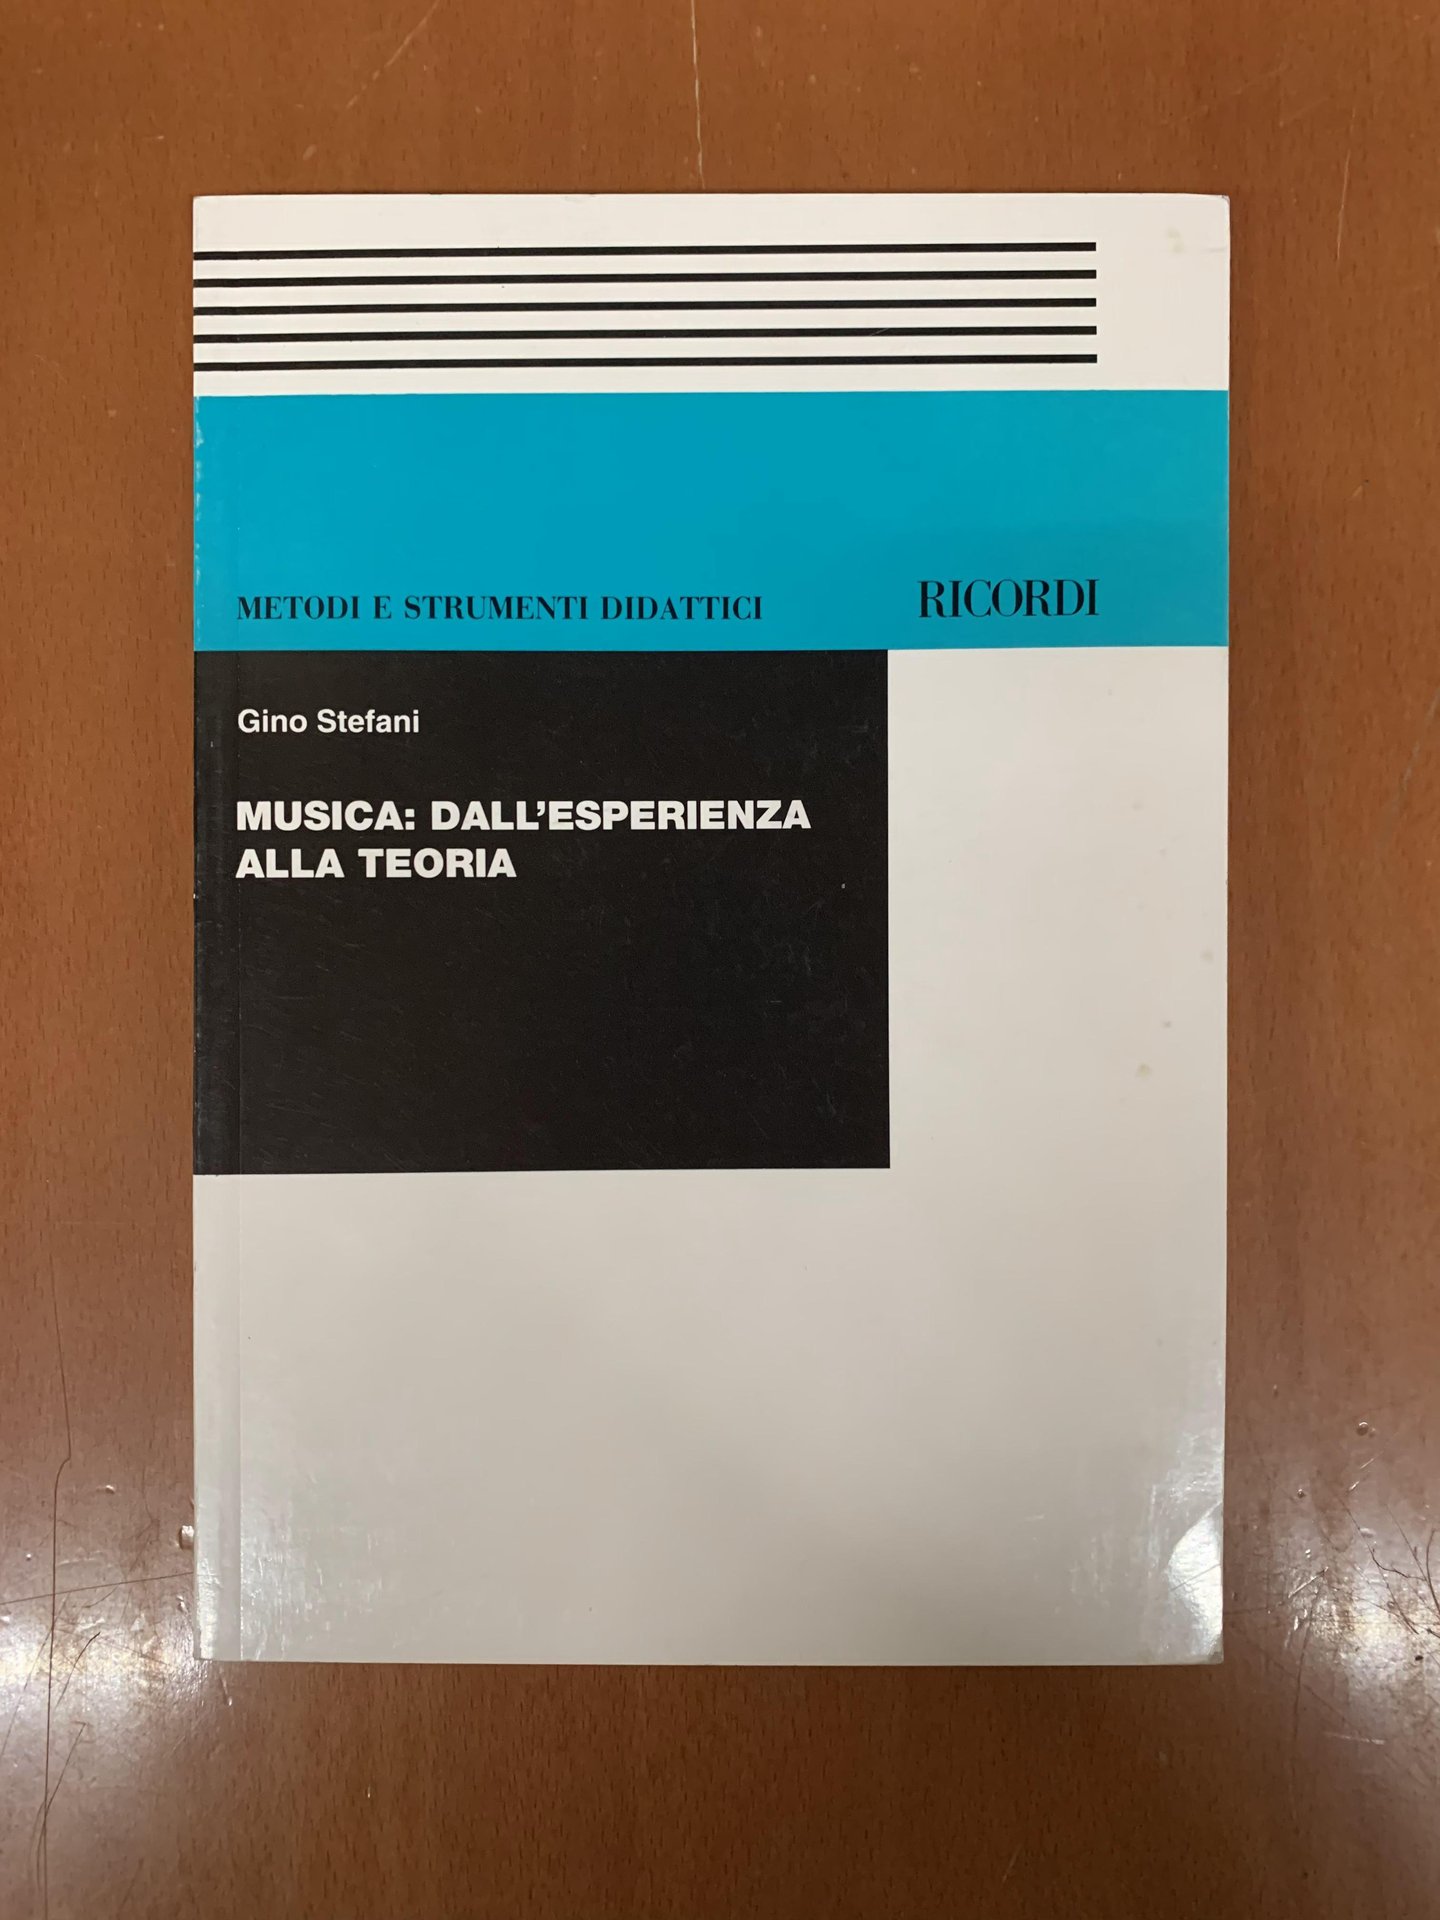 METODI E STRUMENTI DIDATTICI
RICORDI
Gino Stefani
MUSICA: DALL'ESPERIENZA
ALLA TEORIA